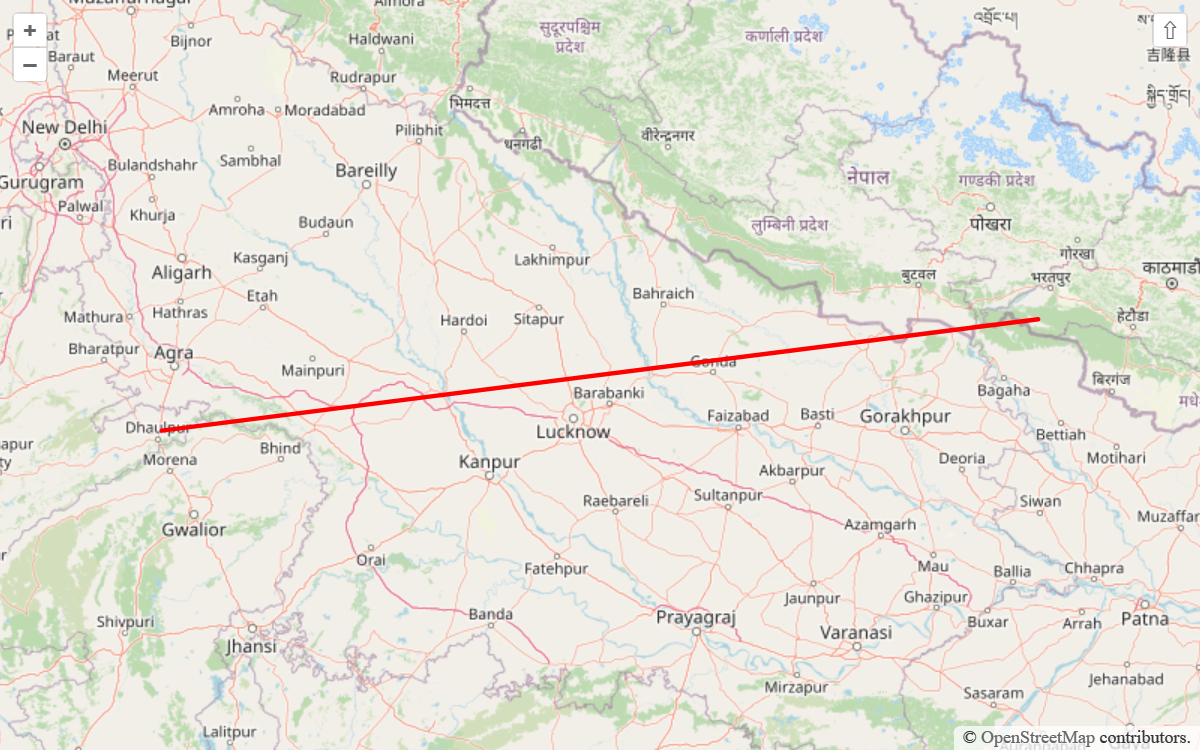 Almora
Bijnor
Haldwani
सुदूरपश्चिम
प्रदेश
कर्णाली प्रदेश
འབྲོང་པ།
吉隆县
Baraut
Meerut
Rudrapur
भिमदत्त
སྐྱིད་གྲོང།
Amroha
Moradabad
New Delhi
Pilibhit
धनगढी
वीरेन्द्रनगर
Bulandshahr
Sambhal
Bareilly
Gurugram
नेपाल
गण्डकी प्रदेश
Palwal
Khurja
Budaun
लुम्बिनी प्रदेश
पोखरा
Kasganj
Lakhimpur
गोरखा
Aligarh
बुटवल
भरतपुर
काठमाडौं
Etah
Bahraich
Mathura
Hathras
Hardoi
Sitapur
हेटौडा
Bharatpur
Agra
Mainpuri
Gonda
बिरगंज
Barabanki
Bagaha
Dhaulpur
Lucknow
Faizabad
Basti
Gorakhpur
Bettiah
Morena
Bhind
Kanpur
Akbarpur
Deoria
Motihari
Raebareli
Sultanpur
Siwan
Gwalior
Azamgarh
Orai
Fatehpur
Mau
Ballia
Chhapra
Jaunpur
Ghazipur
Shivpuri
Banda
Prayagraj
Buxar
Arrah
Patna
Jhansi
Varanasi
Mirzapur
Jehanabad
Sasaram
Lalitpur
© OpenStreetMap contributors.